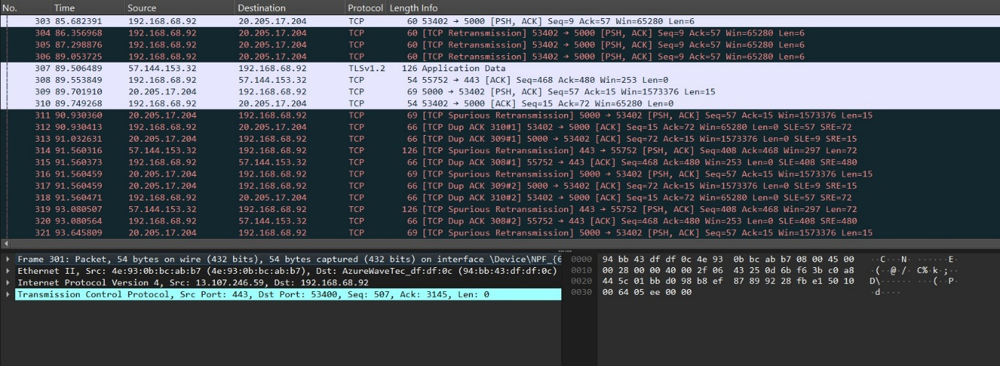 No. Time Source Destination Protocol Length Info
303 85.682391 192.168.68.92 20.205.17.204 TCP 60 53402 → 5000 [PSH, ACK] Seq=9 Ack=57 Win=65280 Len=6
304 86.356968 192.168.68.92 20.205.17.204 TCP 60 [TCP Retransmission] 53402 → 5000 [PSH, ACK] Seq=9 Ack=57 Win=65280 Len=6
305 87.298876 192.168.68.92 20.205.17.204 TCP 60 [TCP Retransmission] 53402 → 5000 [PSH, ACK] Seq=9 Ack=57 Win=65280 Len=6
306 89.053725 192.168.68.92 20.205.17.204 TCP 60 [TCP Retransmission] 53402 → 5000 [PSH, ACK] Seq=9 Ack=57 Win=65280 Len=6
307 89.506489 57.144.153.32 192.168.68.92 TLSv1.2 126 Application Data
308 89.553849 192.168.68.92 57.144.153.32 TCP 54 55752 → 443 [ACK] Seq=468 Ack=480 Win=253 Len=0
309 89.701910 20.205.17.204 192.168.68.92 TCP 69 5000 → 53402 [PSH, ACK] Seq=57 Ack=15 Win=1573376 Len=15
310 89.749268 192.168.68.92 20.205.17.204 TCP 54 53402 → 5000 [ACK] Seq=15 Ack=72 Win=65280 Len=0
311 90.930360 20.205.17.204 192.168.68.92 TCP 69 [TCP Spurious Retransmission] 5000 → 53402 [PSH, ACK] Seq=57 Ack=15 Win=1573376 Len=15
312 90.930413 192.168.68.92 20.205.17.204 TCP 66 [TCP Dup ACK 310#1] 53402 → 5000 [ACK] Seq=15 Ack=72 Win=65280 Len=0 SLE=57 SRE=72
313 91.032631 20.205.17.204 192.168.68.92 TCP 66 [TCP Dup ACK 309#1] 5000 → 53402 [ACK] Seq=72 Ack=15 Win=1573376 Len=0 SLE=9 SRE=15
314 91.560316 57.144.153.32 192.168.68.92 TCP 126 [TCP Spurious Retransmission] 443 → 55752 [PSH, ACK] Seq=408 Ack=468 Win=297 Len=72
315 91.560373 192.168.68.92 57.144.153.32 TCP 66 [TCP Dup ACK 308#1] 55752 → 443 [ACK] Seq=468 Ack=480 Win=253 Len=0 SLE=408 SRE=480
316 91.560459 20.205.17.204 192.168.68.92 TCP 69 [TCP Spurious Retransmission] 5000 → 53402 [PSH, ACK] Seq=57 Ack=15 Win=1573376 Len=15
317 91.560459 20.205.17.204 192.168.68.92 TCP 66 [TCP Dup ACK 309#2] 5000 → 53402 [ACK] Seq=72 Ack=15 Win=1573376 Len=0 SLE=9 SRE=15
318 91.560471 192.168.68.92 20.205.17.204 TCP 66 [TCP Dup ACK 310#2] 53402 → 5000 [ACK] Seq=15 Ack=72 Win=65280 Len=0 SLE=57 SRE=72
319 93.080507 57.144.153.32 192.168.68.92 TCP 126 [TCP Spurious Retransmission] 443 → 55752 [PSH, ACK] Seq=408 Ack=468 Win=297 Len=72
320 93.080564 192.168.68.92 57.144.153.32 TCP 66 [TCP Dup ACK 308#2] 55752 → 443 [ACK] Seq=468 Ack=480 Win=253 Len=0 SLE=408 SRE=480
321 93.645809 20.205.17.204 192.168.68.92 TCP 69 [TCP Spurious Retransmission] 5000 → 53402 [PSH, ACK] Seq=57 Ack=15 Win=1573376 Len=15
Frame 301: Packet, 54 bytes on wire (432 bits), 54 bytes captured (432 bits) on interface \Device\NPF_{6
Ethernet II, Src: 4e:93:0b:bc:ab:b7 (4e:93:0b:bc:ab:b7), Dst: AzureWaveTec_df:df:0c (94:bb:43:df:df:0c)
Internet Protocol Version 4, Src: 13.107.246.59, Dst: 192.168.68.92
Transmission Control Protocol, Src Port: 443, Dst Port: 53400, Seq: 507, Ack: 3145, Len: 0
0000 94 bb 43 df df 0c 4e 93 0b bc ab b7 08 00 45 00 ··C···N· ······E·
0010 00 28 00 00 40 00 2f 06 43 25 0d 6b f6 3b c0 a8 ·(··@·/· C%·k·;··
0020 44 5c 01 bb d0 98 b8 ef 87 89 92 28 fb e1 50 10 D\······ ···(··P·
0030 00 64 05 ee 00 00 ·d····